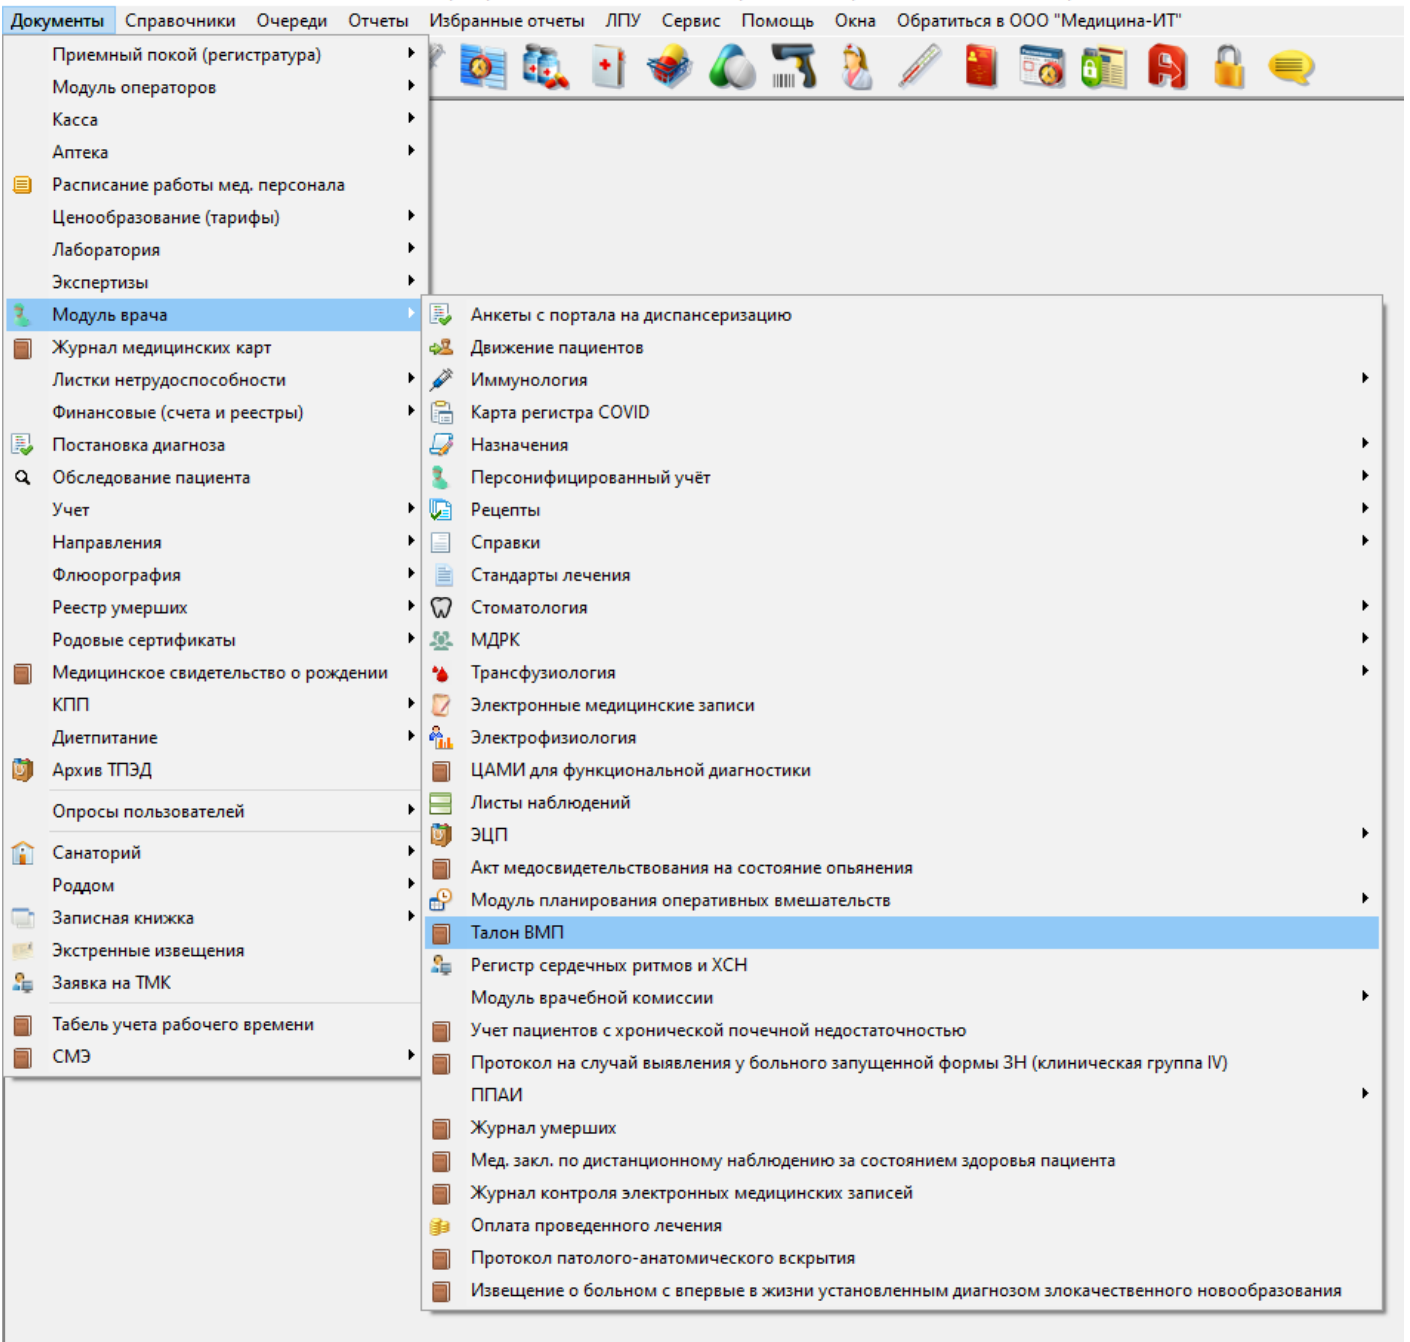 Документы Справочники Очереди Отчеты Избранные отчеты ЛПУ Сервис Помощь Окна Обратиться в ООО "Медицина-ИТ"
Приемный покой (регистратура)
Модуль операторов
Касса
Аптека
Расписание работы мед. персонала
Ценообразование (тарифы)
Лаборатория
Экспертизы
Модуль врача
Журнал медицинских карт
Листки нетрудоспособности
Финансовые (счета и реестры)
Постановка диагноза
Обследование пациента
Учет
Направления
Флюорография
Реестр умерших
Родовые сертификаты
Медицинское свидетельство о рождении
КПП
Диетпитание
Архив ТПЭД
Опросы пользователей
Санаторий
Роддом
Записная книжка
Экстренные извещения
Заявка на ТМК
Табель учета рабочего времени
СМЭ
Анкеты с портала на диспансеризацию
Движение пациентов
Иммунология
Карта регистра COVID
Назначения
Персонифицированный учёт
Рецепты
Справки
Стандарты лечения
Стоматология
МДРК
Трансфузиология
Электронные медицинские записи
Электрофизиология
ЦАМИ для функциональной диагностики
Листы наблюдений
ЭЦП
Акт медосвидетельствования на состояние опьянения
Модуль планирования оперативных вмешательств
Талон ВМП
Регистр сердечных ритмов и ХСН
Модуль врачебной комиссии
Учет пациентов с хронической почечной недостаточностью
Протокол на случай выявления у больного запущенной формы ЗН (клиническая группа IV)
ППАИ
Журнал умерших
Мед. закл. по дистанционному наблюдению за состоянием здоровья пациента
Журнал контроля электронных медицинских записей
Оплата проведенного лечения
Протокол патолого-анатомического вскрытия
Извещение о больном с впервые в жизни установленным диагнозом злокачественного новообразования